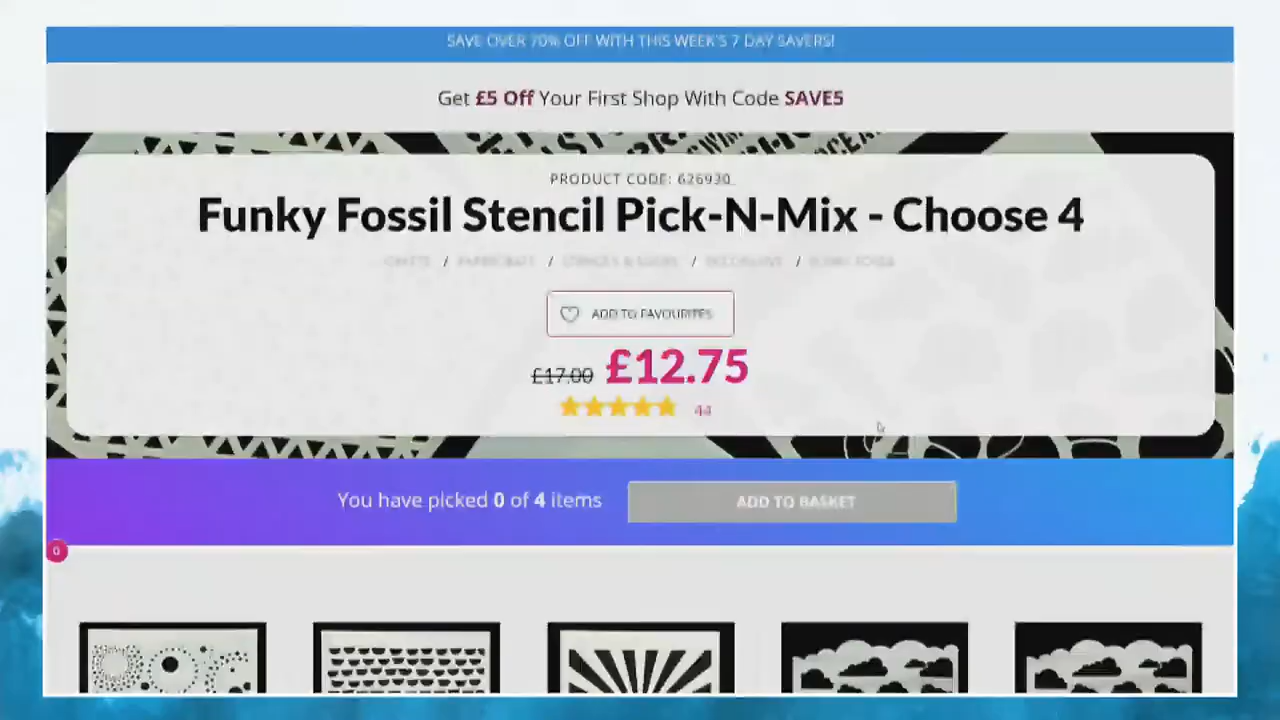 SAVE OVER 70% OFF WITH THIS WEEK'S 7 DAY SAVERS!
Get £5 Off Your First Shop With Code SAVE5
PRODUCT CODE: 626930
Funky Fossil Stencil Pick-N-Mix - Choose 4
ADD TO FAVOURITES
£17.00 £12.75
44
You have picked 0 of 4 items
ADD TO BASKET
0